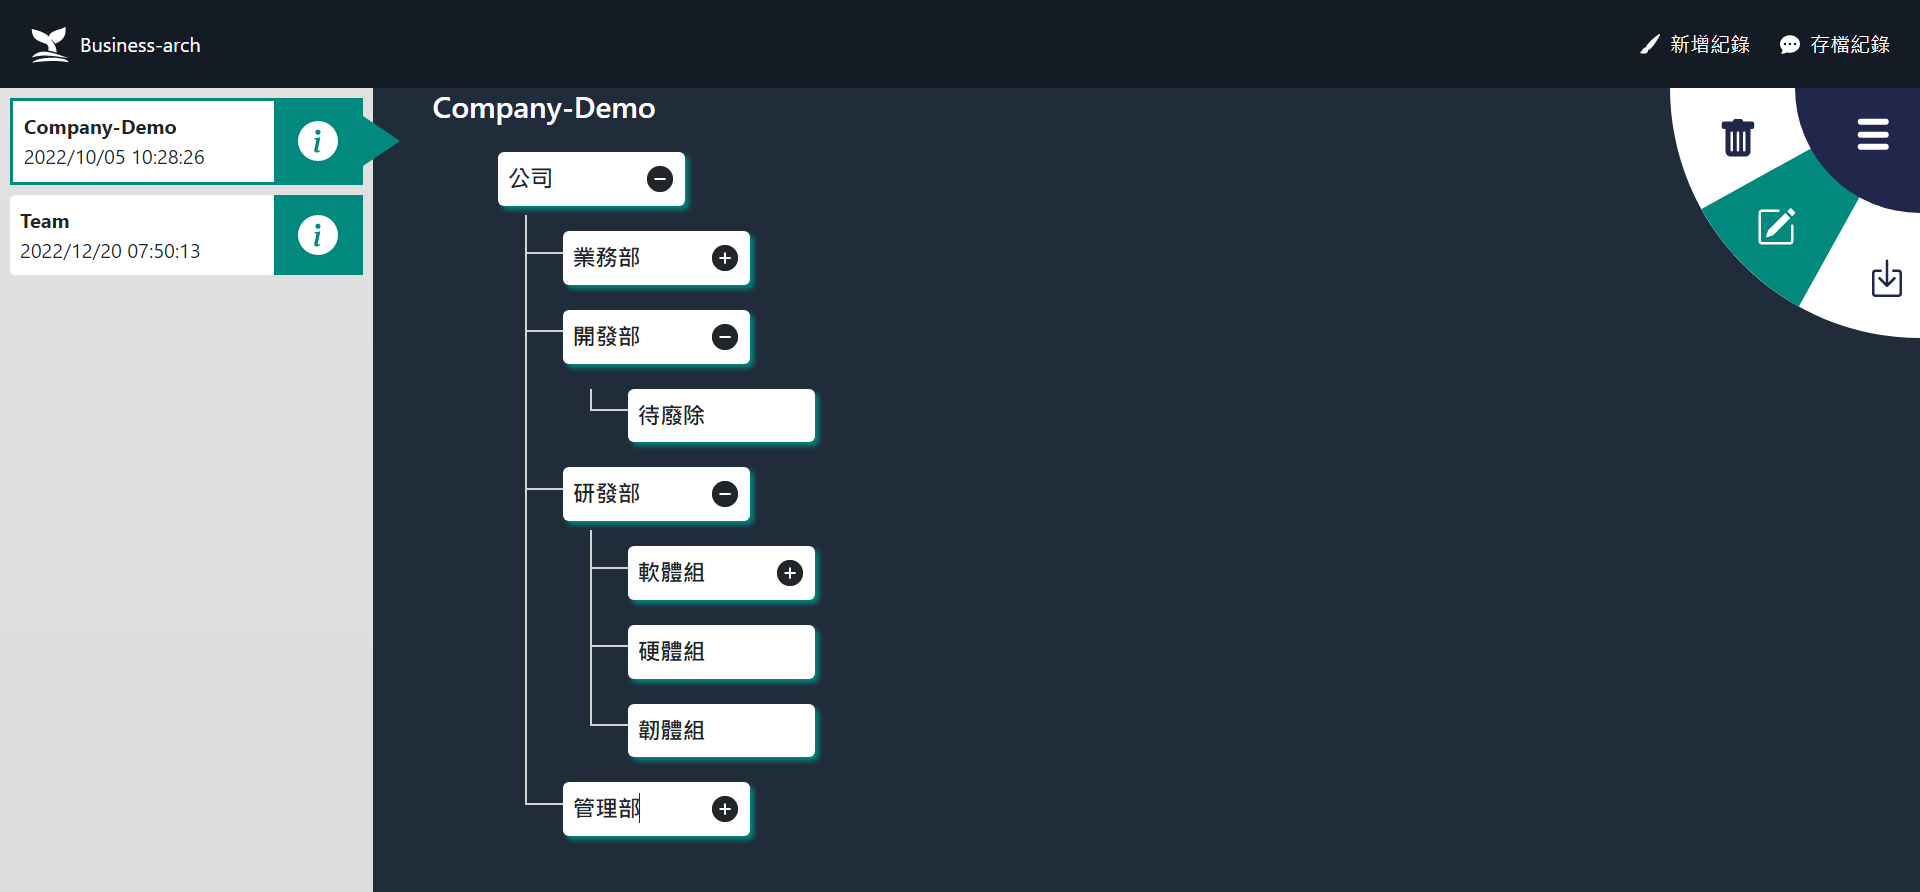 Business-arch
新增紀錄
存檔紀錄
Company-Demo
2022/10/05 10:28:26
Team
2022/12/20 07:50:13
Company-Demo
公司
業務部
開發部
待廢除
研發部
軟體組
硬體組
韌體組
管理部